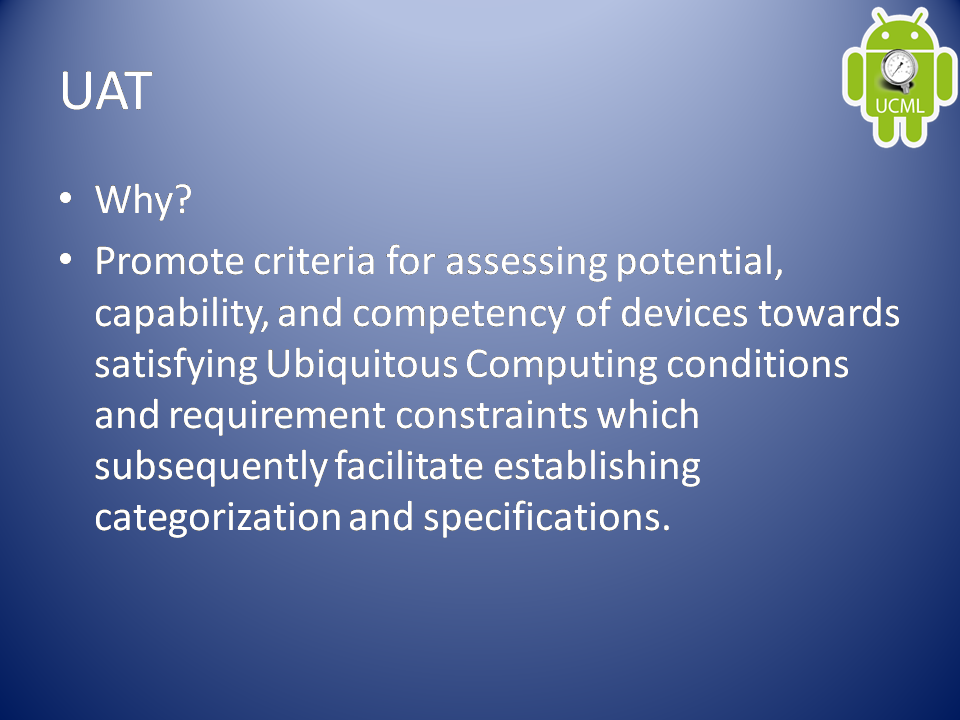 UAT
UCML
• Why?
• Promote criteria for assessing potential,
capability, and competency of devices towards
satisfying Ubiquitous Computing conditions
and requirement constraints which
subsequently facilitate establishing
categorization and specifications.